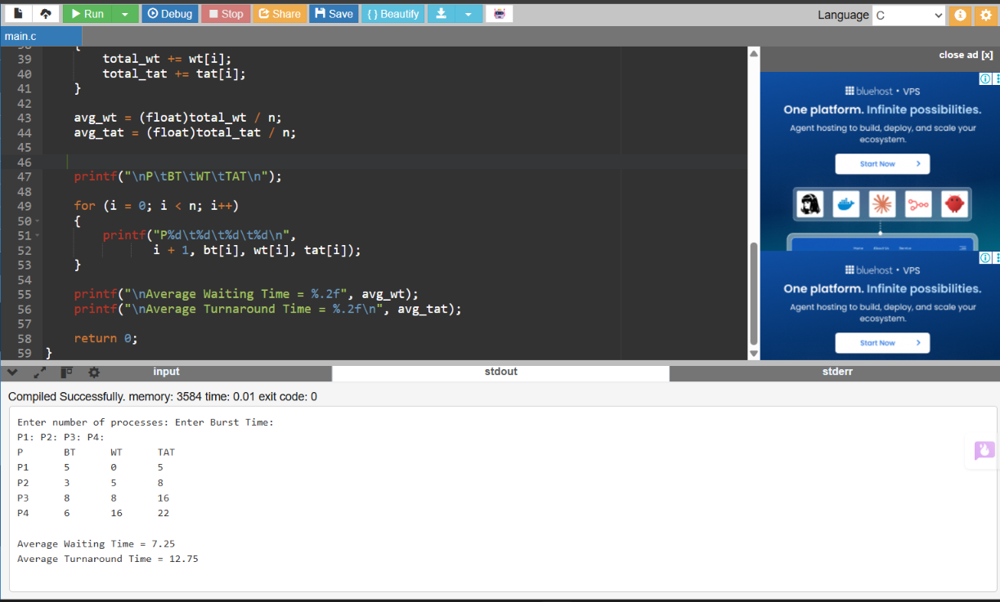 Run Debug Stop Share Save { } Beautify Language C
main.c
38 {
39 total_wt += wt[i];
40 total_tat += tat[i];
41 }
42
43 avg_wt = (float)total_wt / n;
44 avg_tat = (float)total_tat / n;
45
46
47 printf("\nP\tBT\tWT\tTAT\n");
48
49 for (i = 0; i < n; i++)
50 {
51 printf("P%d\t%d\t%d\t%d\n",
52 i + 1, bt[i], wt[i], tat[i]);
53 }
54
55 printf("\nAverage Waiting Time = %.2f", avg_wt);
56 printf("\nAverage Turnaround Time = %.2f\n", avg_tat);
57
58 return 0;
59 }
close ad [x]
bluehost • VPS
One platform. Infinite possibilities.
Agent hosting to build, deploy, and scale your
ecosystem.
Start Now >
bluehost • VPS
One platform. Infinite possibilities.
Agent hosting to build, deploy, and scale your
ecosystem.
Start Now >
input stdout stderr
Compiled Successfully. memory: 3584 time: 0.01 exit code: 0
Enter number of processes: Enter Burst Time:
P1: P2: P3: P4:
P BT WT TAT
P1 5 0 5
P2 3 5 8
P3 8 8 16
P4 6 16 22
Average Waiting Time = 7.25
Average Turnaround Time = 12.75